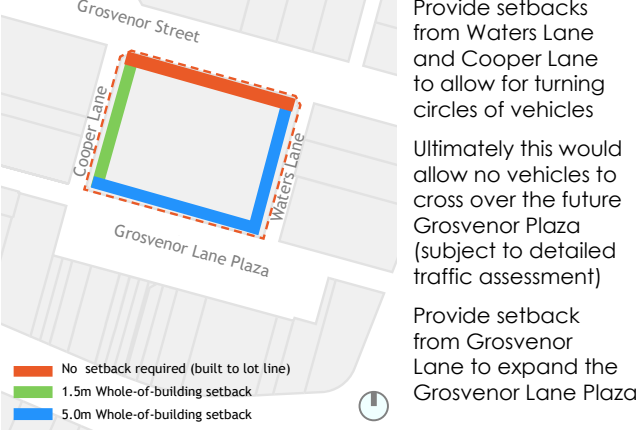 Grosvenor Street
Cooper Lane
Waters Lane
Grosvenor Lane Plaza
No setback required (built to lot line)
1.5m Whole-of-building setback
5.0m Whole-of-building setback
Provide setbacks
from Waters Lane
and Cooper Lane
to allow for turning
circles of vehicles
Ultimately this would
allow no vehicles to
cross over the future
Grosvenor Plaza
(subject to detailed
traffic assessment)
Provide setback
from Grosvenor
Lane to expand the
Grosvenor Lane Plaza